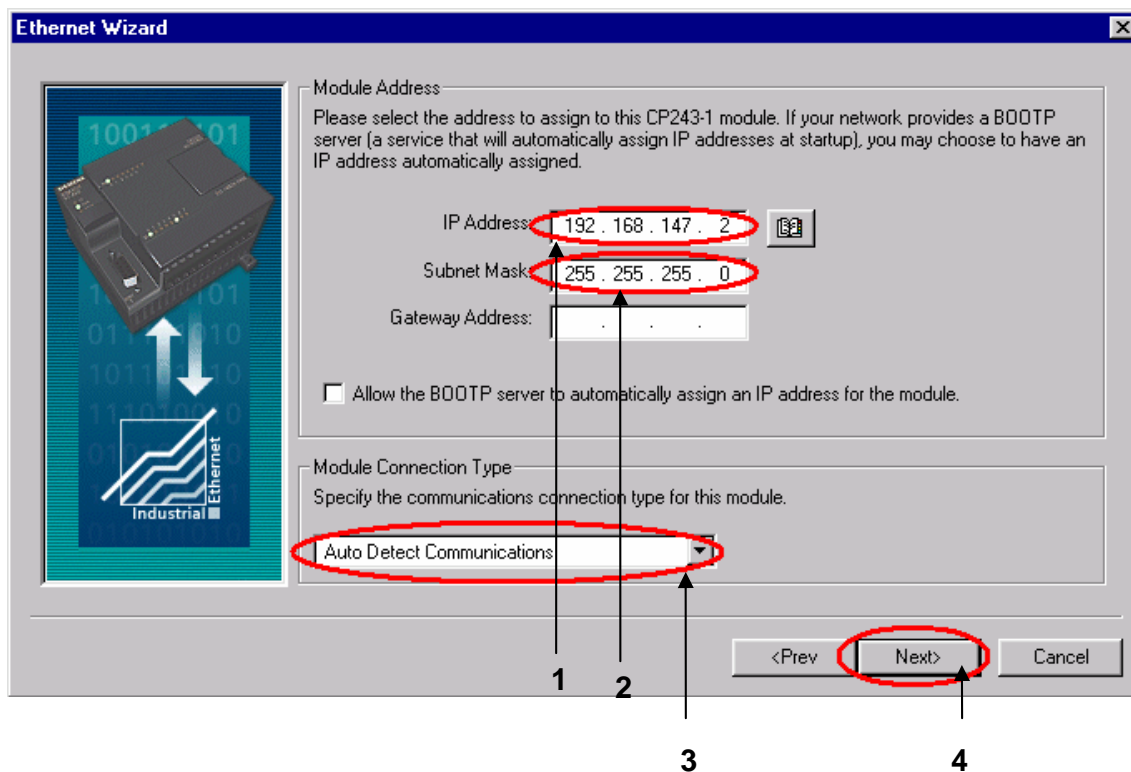 Ethernet Wizard
Module Address
Please select the address to assign to this CP243-1 module. If your network provides a BOOTP
server (a service that will automatically assign IP addresses at startup), you may choose to have an
IP address automatically assigned.
IP Address: 192 . 168 . 147 . 2
Subnet Mask: 255 . 255 . 255 . 0
Gateway Address: . . .
Allow the BOOTP server to automatically assign an IP address for the module.
Module Connection Type
Specify the communications connection type for this module.
Auto Detect Communications
Industrial
Ethernet
<Prev
Next>
Cancel
1
2
3
4